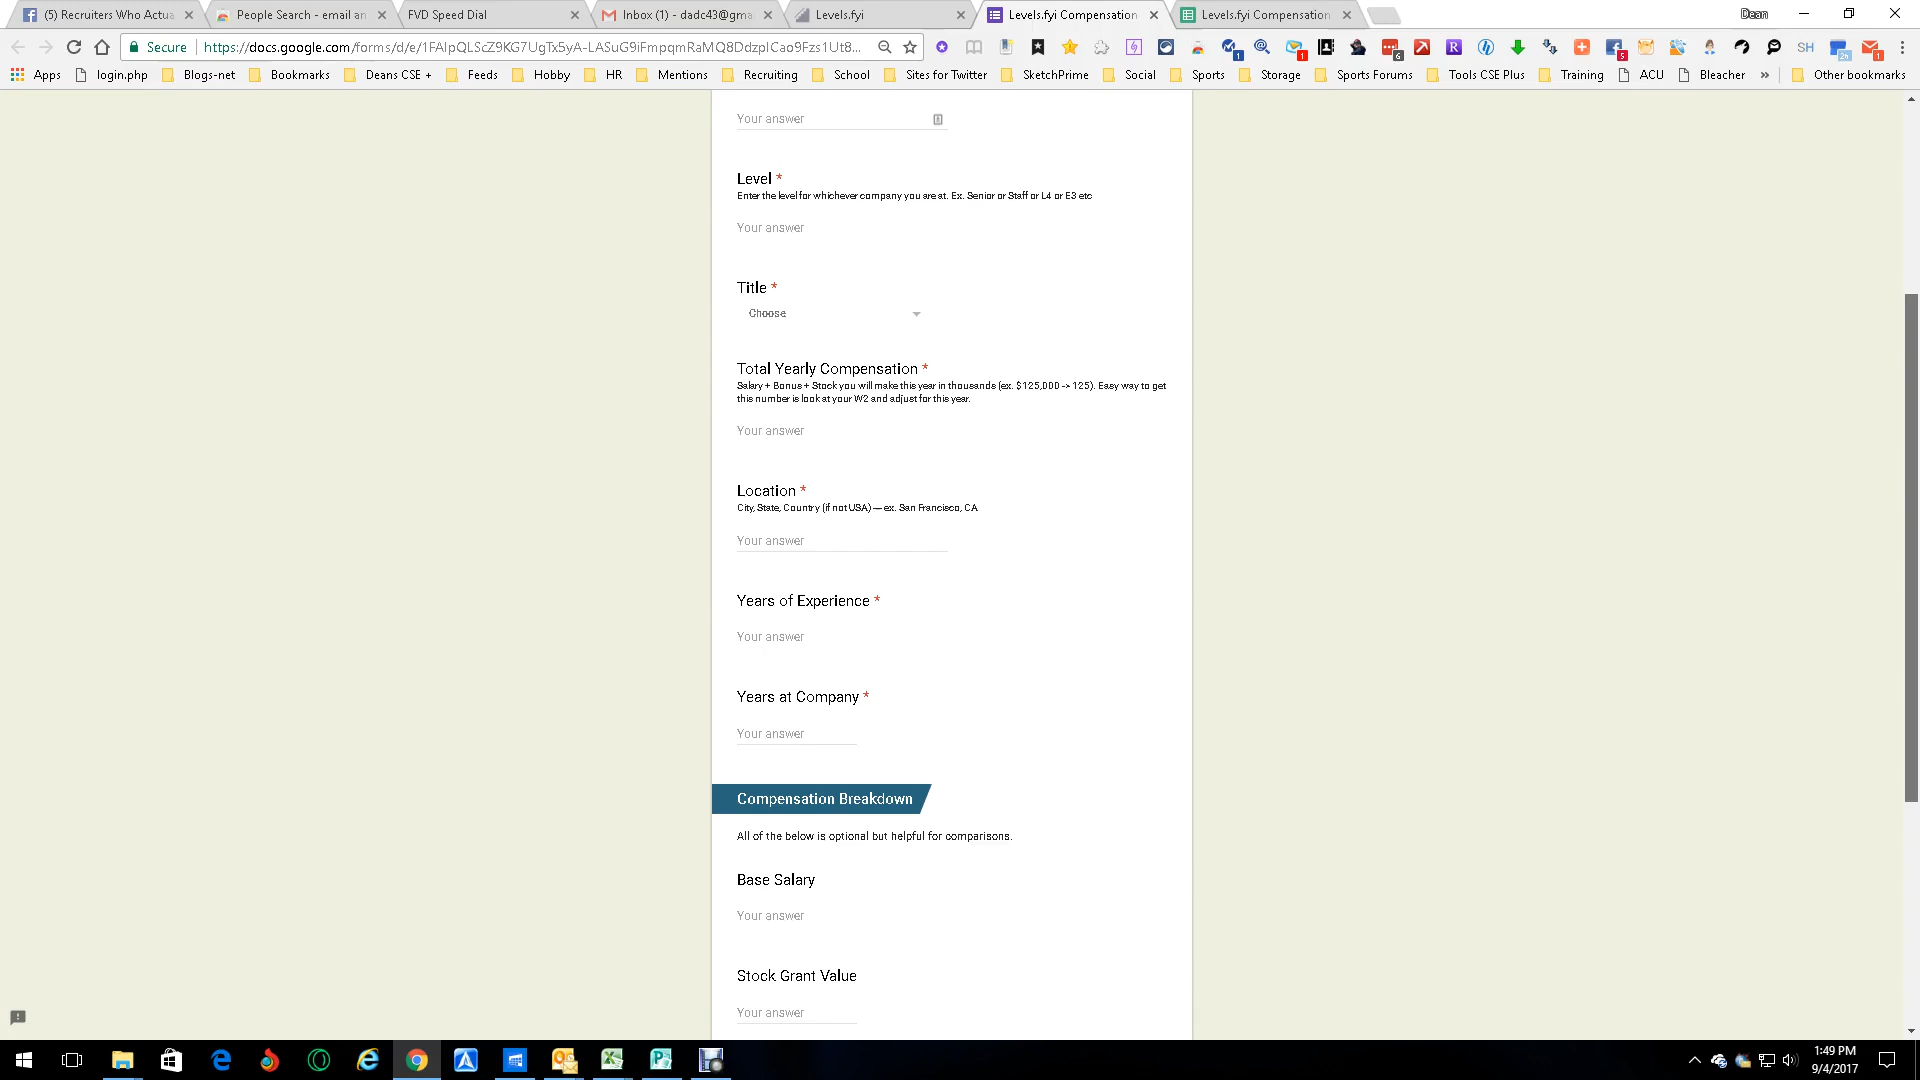 (5) Recruiters Who Actua
People Search - email an
FVD Speed Dial
Inbox (1) - dadc43@gma
Levels.fyi
Levels.fyi Compensation
Levels.fyi Compensation
Dean
Secure
https://docs.google.com/forms/d/e/1FAIpQLScZ9KG7UgTx5yA-LASuG9iFmpqmRaMQ8DdzpICao9Fzs1Ut8...
Apps
login.php
Blogs-net
Bookmarks
Deans CSE +
Feeds
Hobby
HR
Mentions
Recruiting
School
Sites for Twitter
SketchPrime
Social
Sports
Storage
Sports Forums
Tools CSE Plus
Training
ACU
Bleacher
»
Other bookmarks
Your answer
Level *
Enter the level for whichever company you are at. Ex. Senior or Staff or L4 or E3 etc
Your answer
Title *
Choose
Total Yearly Compensation *
Salary + Bonus + Stock you will make this year in thousands (ex. $125,000 -> 125). Easy way to get
this number is look at your W2 and adjust for this year.
Your answer
Location *
City, State, Country (if not USA) — ex. San Francisco, CA
Your answer
Years of Experience *
Your answer
Years at Company *
Your answer
Compensation Breakdown
All of the below is optional but helpful for comparisons.
Base Salary
Your answer
Stock Grant Value
Your answer
1:49 PM
9/4/2017